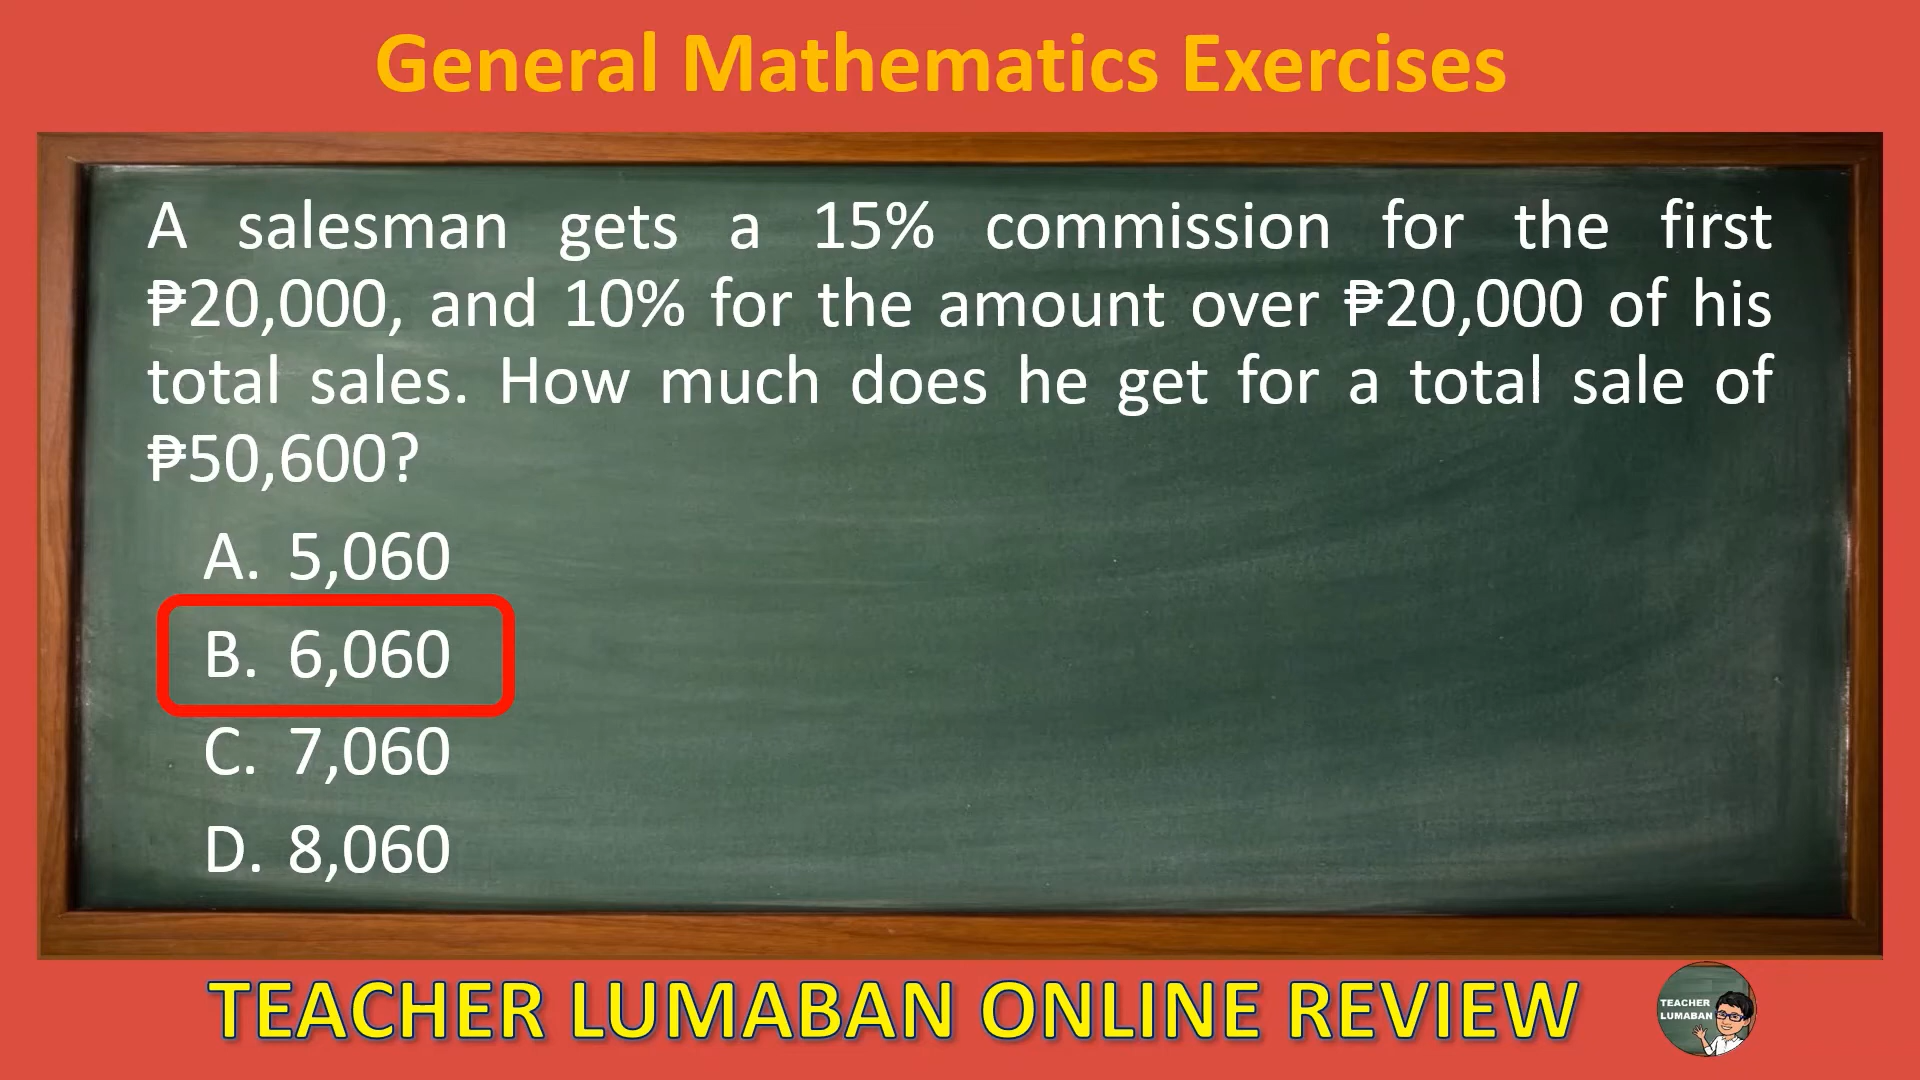 General Mathematics Exercises
A salesman gets a 15% commission for the first
₱20,000, and 10% for the amount over ₱20,000 of his
total sales. How much does he get for a total sale of
₱50,600?
A. 5,060
B. 6,060
C. 7,060
D. 8,060
TEACHER LUMABAN ONLINE REVIEW
TEACHER
LUMABAN